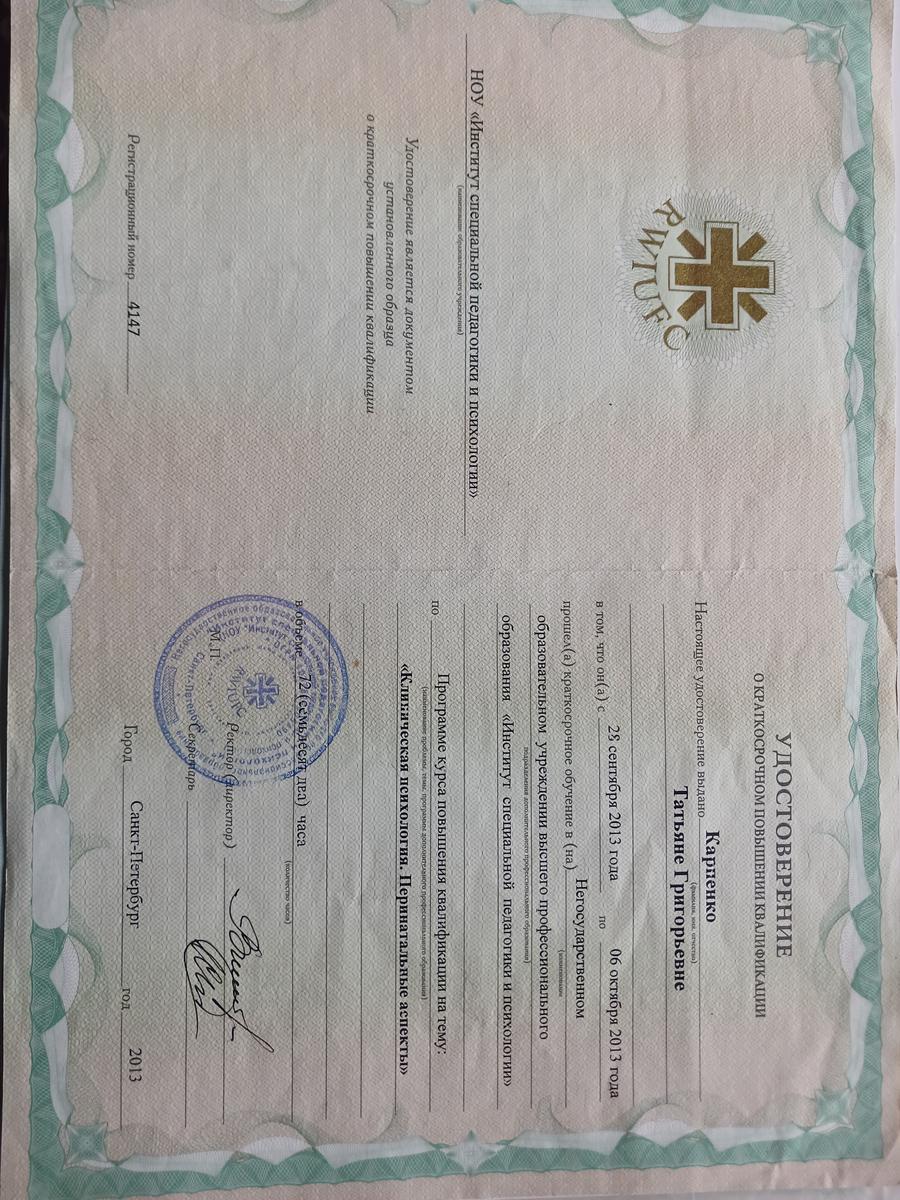 RWIUFC
НОУ «Институт специальной педагогики и психологии»
(наименование образовательного учреждения)
Удостоверение является документом
установленного образца
о краткосрочном повышении квалификации
Регистрационный номер 4147
УДОСТОВЕРЕНИЕ
О КРАТКОСРОЧНОМ ПОВЫШЕНИИ КВАЛИФИКАЦИИ
Настоящее удостоверение выдано Карпенко
(фамилия, имя, отчество)
Татьяне Григорьевне
в том, что он(а) с 28 сентября 2013 года по 06 октября 2013 года
прошел(а) краткосрочное обучение в (на) Негосударственном
(наименование
образовательном учреждении высшего профессионального
подразделения дополнительного профессионального образования)
образования «Институт специальной педагогики и психологии»
по Программе курса повышения квалификации на тему:
(наименование проблемы, темы, программы дополнительного профессионального образования)
«Клиническая психология. Перинатальные аспекты»
в объеме 72 (семьдесят два) часа
(количество часов)
М.П. Ректор (директор)
Секретарь
Город Санкт-Петербург год 2013